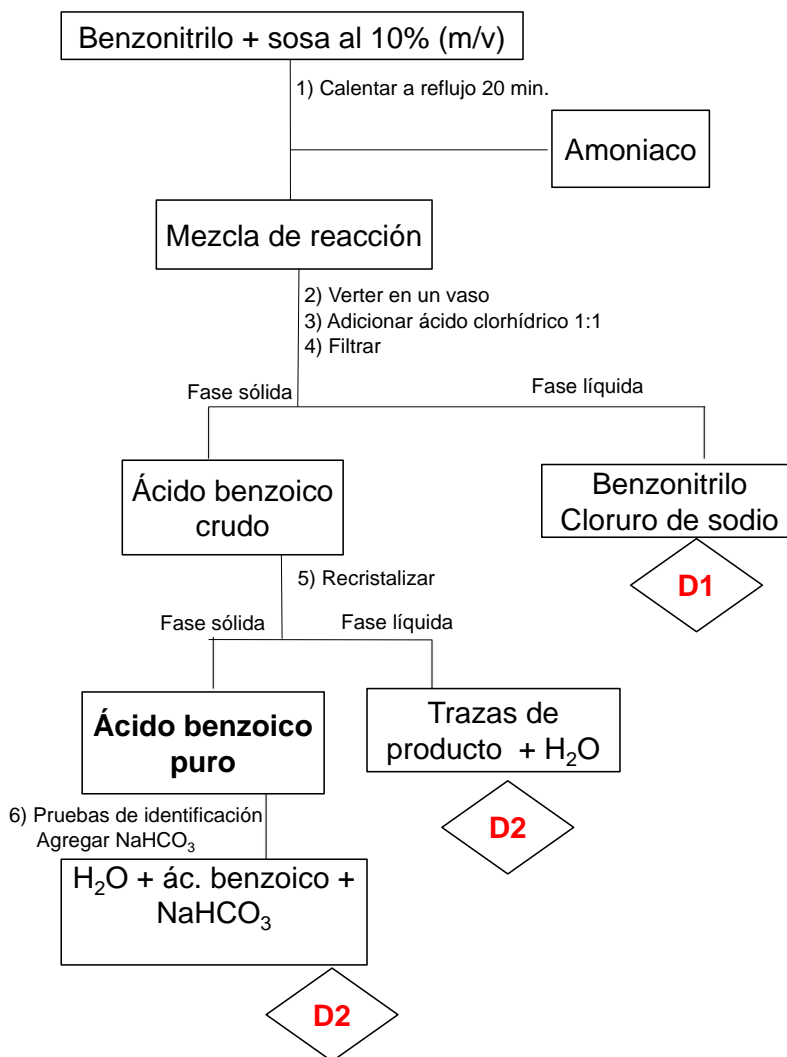 Benzonitrilo + sosa al 10% (m/v)
1) Calentar a reflujo 20 min.
Amoniaco
Mezcla de reacción
2) Verter en un vaso
3) Adicionar ácido clorhídrico 1:1
4) Filtrar
Fase sólida
Fase líquida
Ácido benzoico
crudo
Benzonitrilo
Cloruro de sodio
D1
5) Recristalizar
Fase sólida
Fase líquida
Ácido benzoico
puro
Trazas de
producto + H₂O
D2
6) Pruebas de identificación
Agregar NaHCO₃
H₂O + ác. benzoico +
NaHCO₃
D2